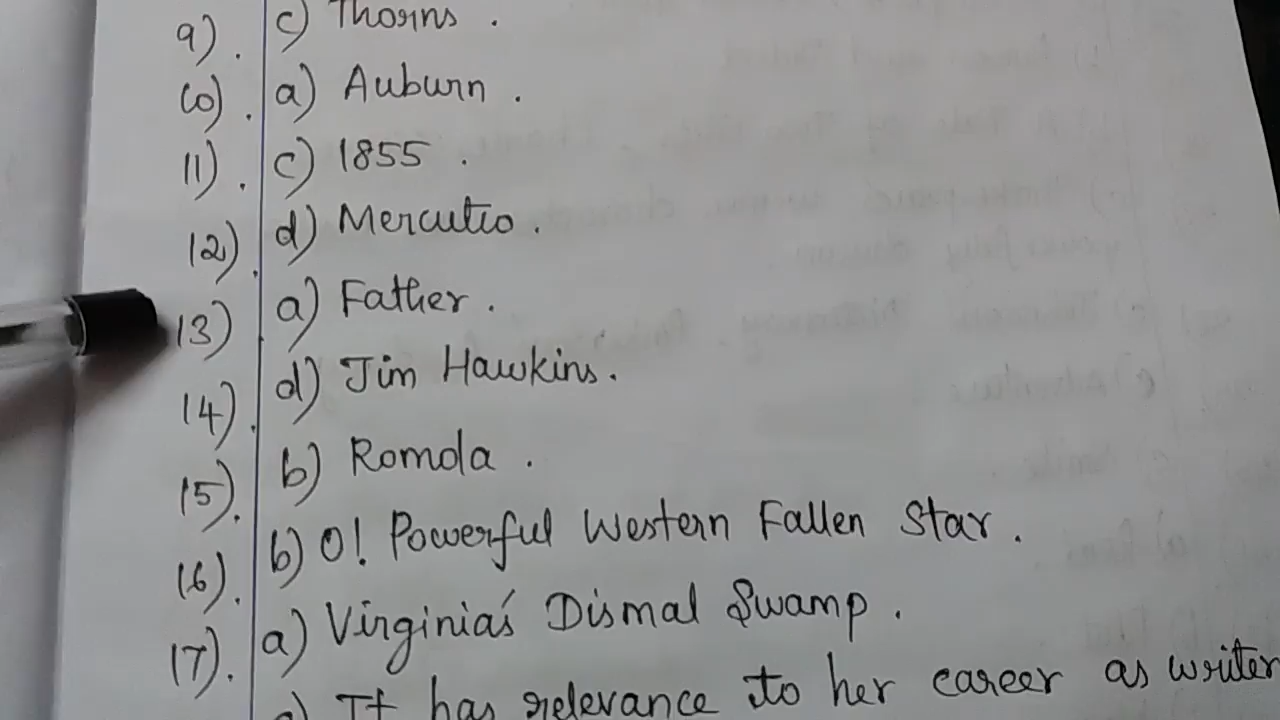 9). c) Thorns .
10). a) Auburn .
11). c) 1855 .
12). d) Mercutio .
13). a) Father .
14). d) Jim Hawkins .
15). b) Romola .
16). b) O! Powerful Western Fallen Star .
17). a) Virginia's Dismal Swamp .
It has relevance to her career as writer